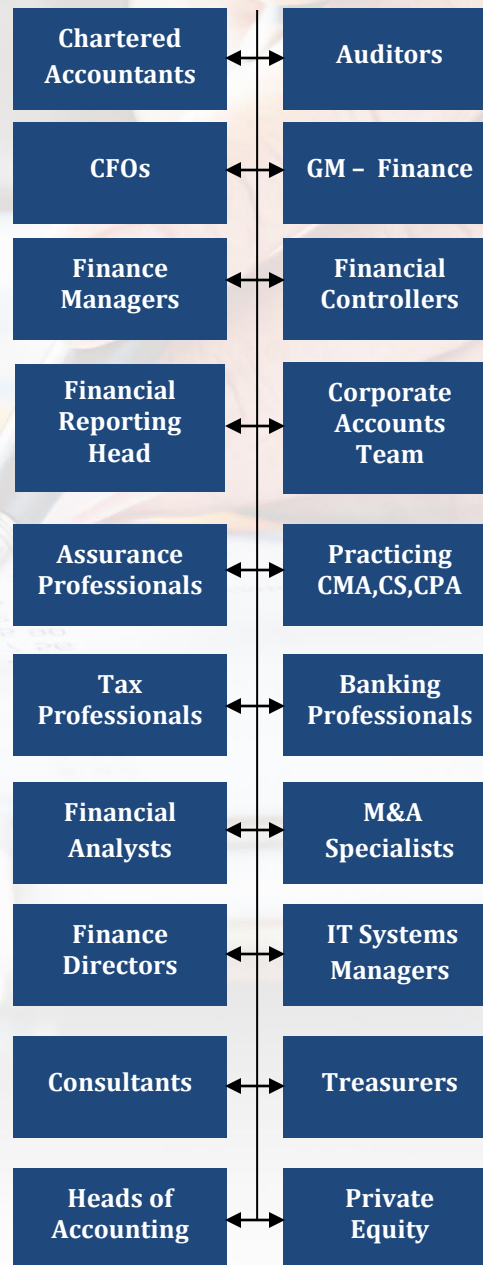 Chartered
Accountants
Auditors
CFOs
GM – Finance
Finance
Managers
Financial
Controllers
Financial
Reporting
Head
Corporate
Accounts
Team
Assurance
Professionals
Practicing
CMA,CS,CPA
Tax
Professionals
Banking
Professionals
Financial
Analysts
M&A
Specialists
Finance
Directors
IT Systems
Managers
Consultants
Treasurers
Heads of
Accounting
Private
Equity